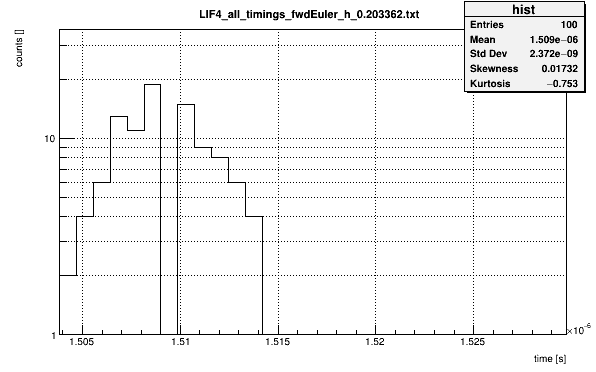 LIF4_all_timings_fwdEuler_h_0.203362.txt
hist
Entries 100
Mean 1.509e−06
Std Dev 2.372e−09
Skewness 0.01732
Kurtosis −0.753
counts []
10
1
1.505 1.51 1.515 1.52 1.525
×10−6
time [s]